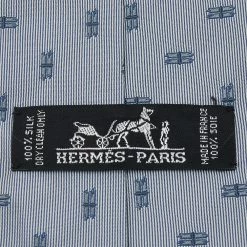 100% SILK
DRY CLEAN ONLY
HERMÈS-PARIS
MADE IN FRANCE
100% SOIE